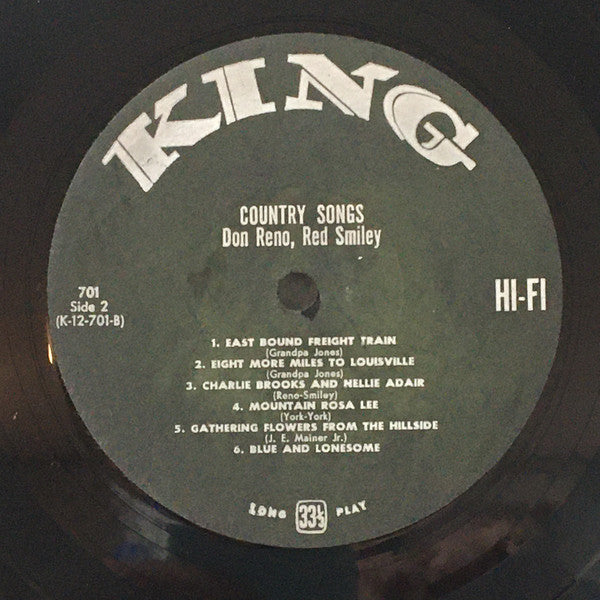 KING
COUNTRY SONGS
Don Reno, Red Smiley
701
Side 2
(K-12-701-B)
HI-FI
1. EAST BOUND FREIGHT TRAIN
(Grandpa Jones)
2. EIGHT MORE MILES TO LOUISVILLE
(Grandpa Jones)
3. CHARLIE BROOKS AND NELLIE ADAIR
(Reno-Smiley)
4. MOUNTAIN ROSA LEE
(York-York)
5. GATHERING FLOWERS FROM THE HILLSIDE
(J. E. Mainer Jr.)
6. BLUE AND LONESOME
LONG 33⅓ PLAY